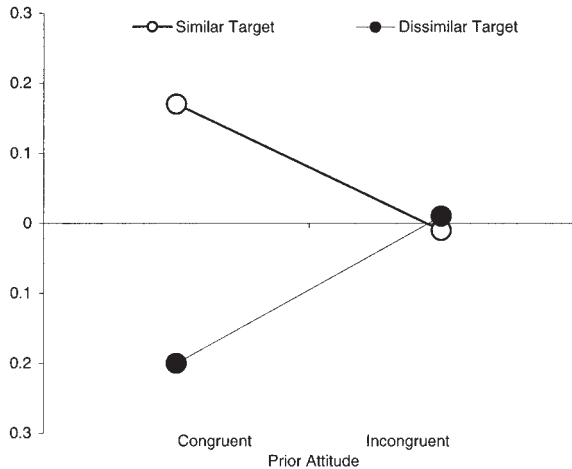 0.3
Similar Target
Dissimilar Target
0.2
0.1
0
0.1
0.2
0.3
Congruent
Incongruent
Prior Attitude